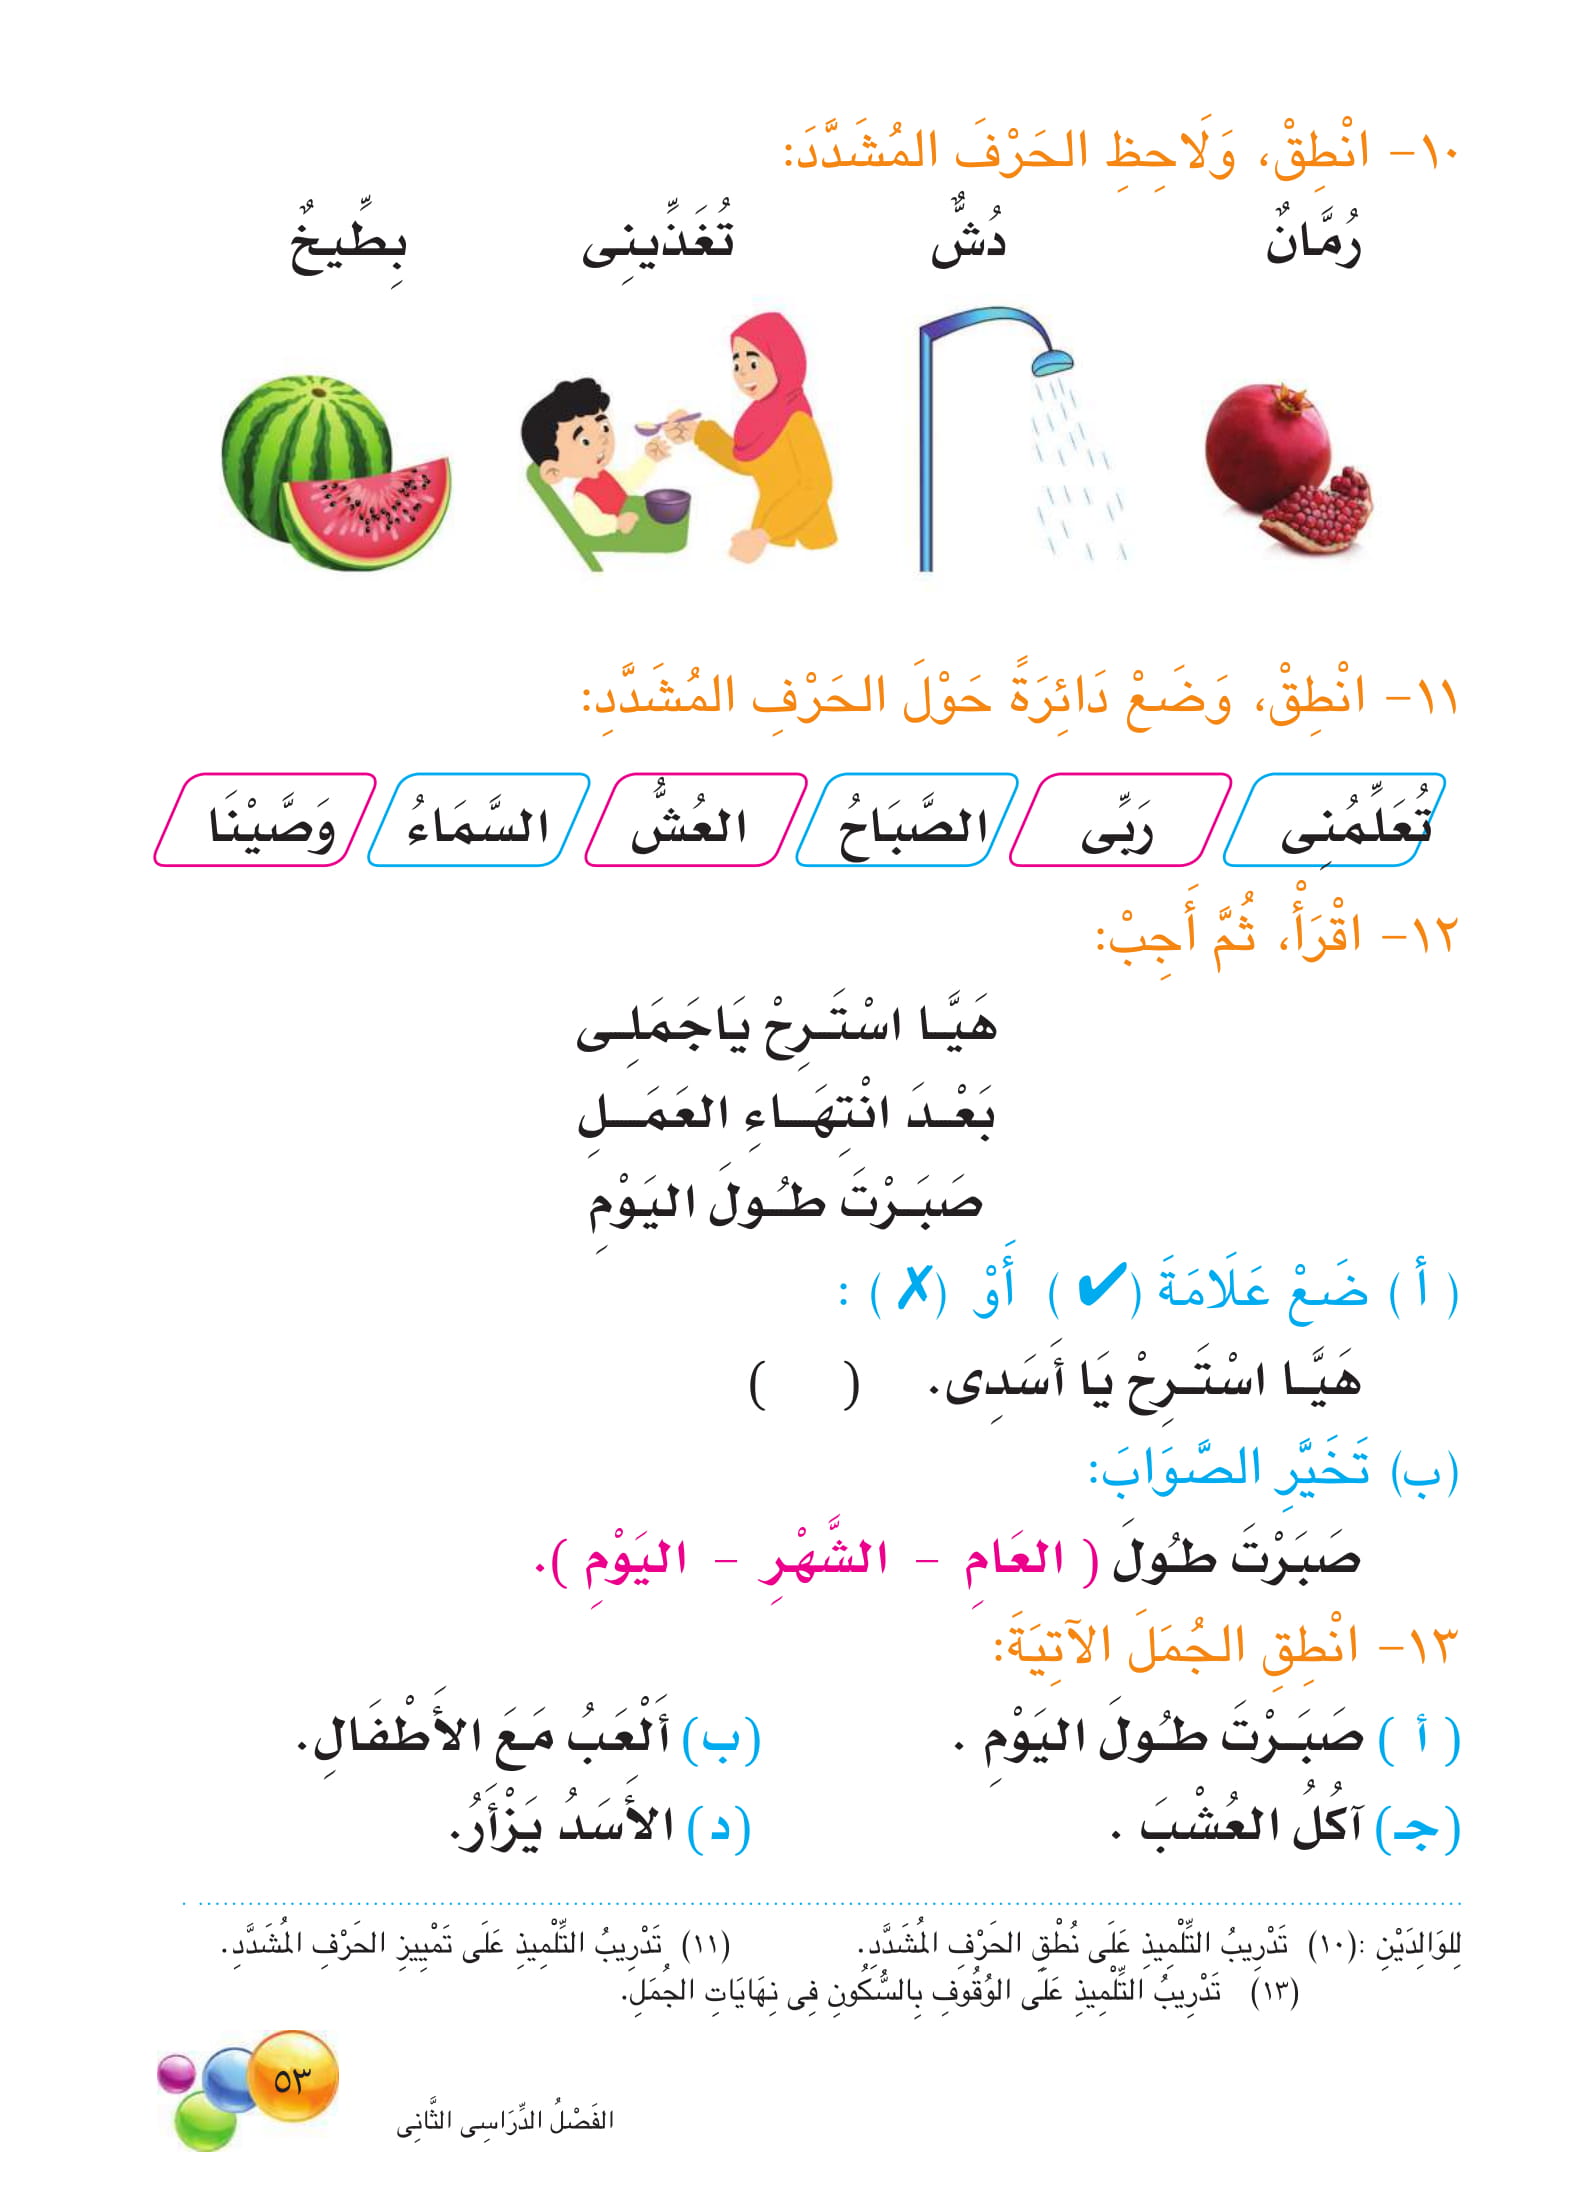 ١٠- انْطِقْ، وَلَاحِظِ الحَرْفَ المُشَدَّدَ:
رُمَّانٌ دُشٌّ تُغَذِّينِى بِطِّيخٌ
١١- انْطِقْ، وَضَعْ دَائِرَةً حَوْلَ الحَرْفِ المُشَدَّدِ:
تُعَلِّمُنِى رَبِّى الصَّبَاحُ العُشُّ السَّمَاءُ وَصَّيْنَا
١٢- اقْرَأْ، ثُمَّ أَجِبْ:
هَيَّـا اسْتَـرِحْ يَاجَمَلِـى
بَعْـدَ انْتِهَـاءِ العَمَـلِ
صَبَـرْتَ طُـولَ اليَوْمِ
( أ ) ضَعْ عَلَامَةَ (✔) أَوْ (✗) :
هَيَّـا اسْتَـرِحْ يَا أَسَدِى. ( )
(ب) تَخَيَّرِ الصَّوَابَ:
صَبَرْتَ طُولَ ( العَامِ - الشَّهْرِ - اليَوْمِ ).
١٣- انْطِقِ الجُمَلَ الآتِيَةَ:
( أ ) صَبَـرْتَ طُـولَ اليَوْمِ . (ب) أَلْعَبُ مَعَ الأَطْفَالِ.
(جـ) آكُلُ العُشْبَ . (د) الأَسَدُ يَزْأَرُ.
لِلوَالِدَيْنِ :(١٠) تَدْرِيبُ التِّلْمِيذِ عَلَى نُطْقِ الحَرْفِ المُشَدَّدِ. (١١) تَدْرِيبُ التِّلْمِيذِ عَلَى تَمْيِيزِ الحَرْفِ المُشَدَّدِ.
(١٣) تَدْرِيبُ التِّلْمِيذِ عَلَى الوُقُوفِ بِالسُّكُونِ فِى نِهَايَاتِ الجُمَلِ.
٥٣
الفَصْلُ الدِّرَاسِى الثَّانِى